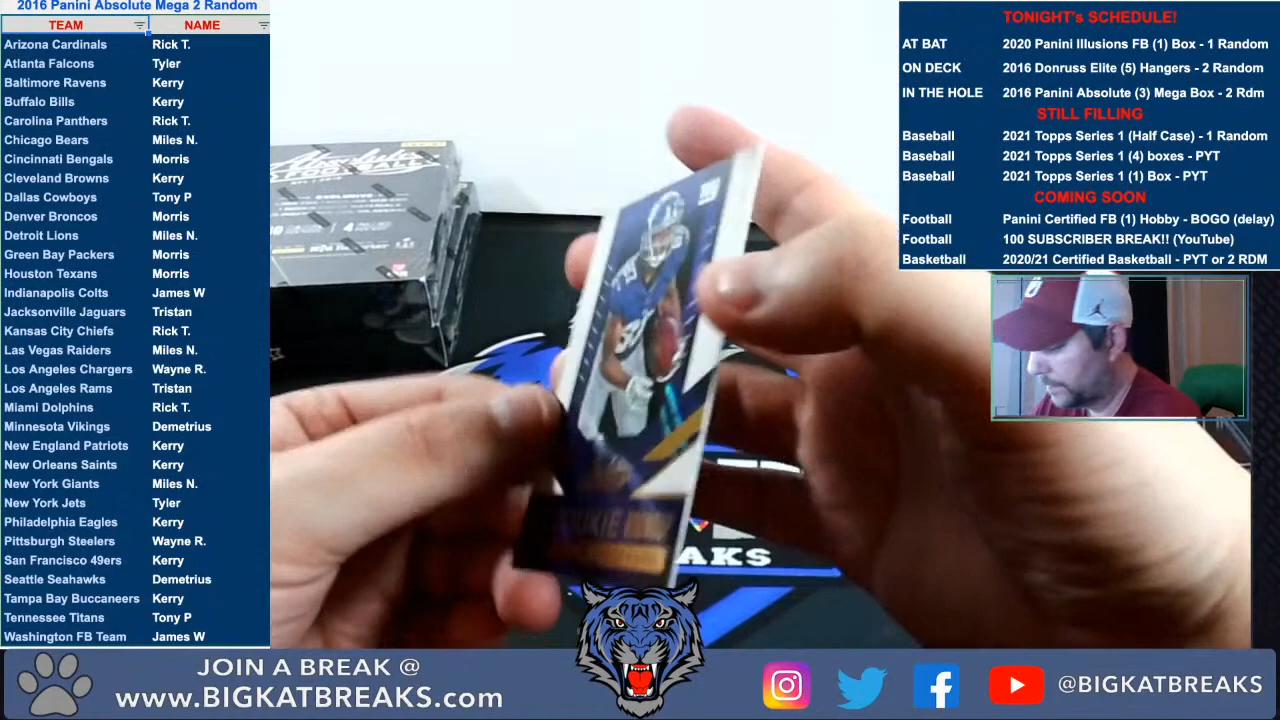 2016 Panini Absolute Mega 2 Random
TEAM NAME
Arizona Cardinals Rick T.
Atlanta Falcons Tyler
Baltimore Ravens Kerry
Buffalo Bills Kerry
Carolina Panthers Rick T.
Chicago Bears Miles N.
Cincinnati Bengals Morris
Cleveland Browns Kerry
Dallas Cowboys Tony P
Denver Broncos Morris
Detroit Lions Miles N.
Green Bay Packers Morris
Houston Texans Morris
Indianapolis Colts James W
Jacksonville Jaguars Tristan
Kansas City Chiefs Rick T.
Las Vegas Raiders Miles N.
Los Angeles Chargers Wayne R.
Los Angeles Rams Tristan
Miami Dolphins Rick T.
Minnesota Vikings Demetrius
New England Patriots Kerry
New Orleans Saints Kerry
New York Giants Miles N.
New York Jets Tyler
Philadelphia Eagles Kerry
Pittsburgh Steelers Wayne R.
San Francisco 49ers Kerry
Seattle Seahawks Demetrius
Tampa Bay Buccaneers Kerry
Tennessee Titans Tony P
Washington FB Team James W
TONIGHT's SCHEDULE!
AT BAT 2020 Panini Illusions FB (1) Box - 1 Random
ON DECK 2016 Donruss Elite (5) Hangers - 2 Random
IN THE HOLE 2016 Panini Absolute (3) Mega Box - 2 Rdm
STILL FILLING
Baseball 2021 Topps Series 1 (Half Case) - 1 Random
Baseball 2021 Topps Series 1 (4) boxes - PYT
Baseball 2021 Topps Series 1 (1) Box - PYT
COMING SOON
Football Panini Certified FB (1) Hobby - BOGO (delay)
Football 100 SUBSCRIBER BREAK!! (YouTube)
Basketball 2020/21 Certified Basketball - PYT or 2 RDM
Absolute
FOOTBALL
AKS
JOIN A BREAK @
www.BIGKATBREAKS.com
@BIGKATBREAKS